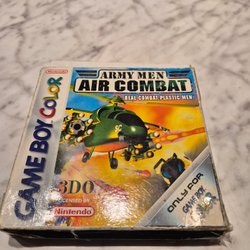 Nintendo
ARMY MEN
AIR COMBAT
REAL COMBAT. PLASTIC MEN.
GAME BOY COLOR
3DO
LICENSED BY
Nintendo
ONLY FOR
GAME BOY
COLOR